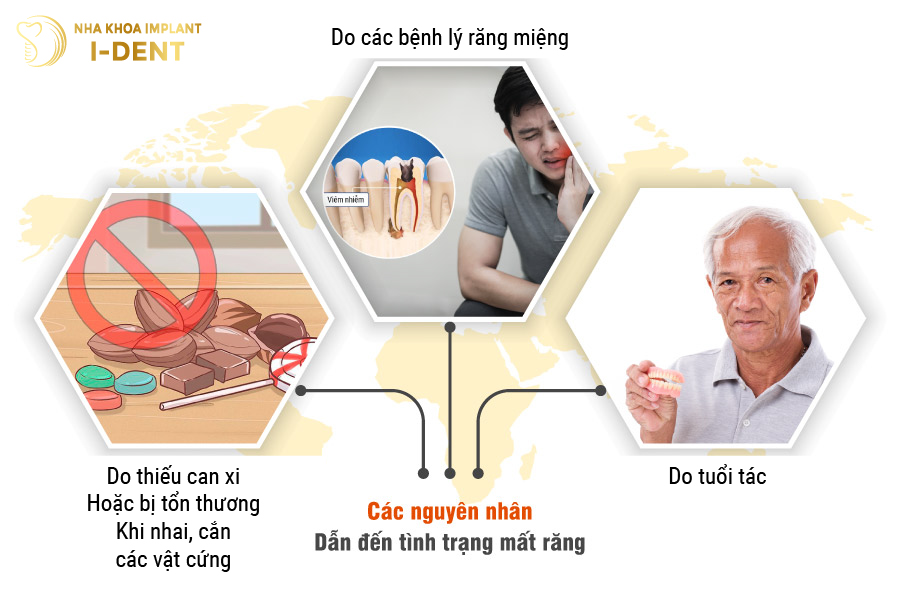 NHA KHOA IMPLANT
I-DENT
Do các bệnh lý răng miệng
Viêm nhiễm
Do thiếu can xi
Hoặc bị tổn thương
Khi nhai, cắn
các vật cứng
Do tuổi tác
Các nguyên nhân
Dẫn đến tình trạng mất răng